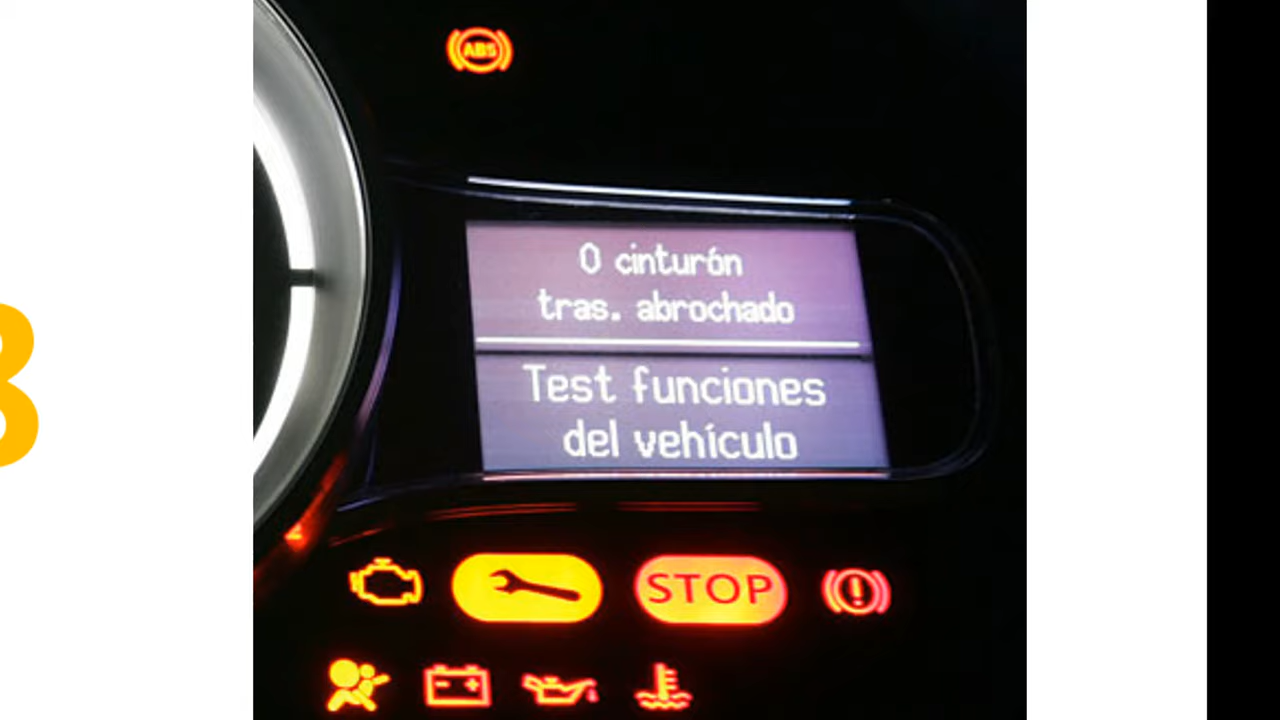 ABS
0 cinturón
tras. abrochado
Test funciones
del vehículo
STOP